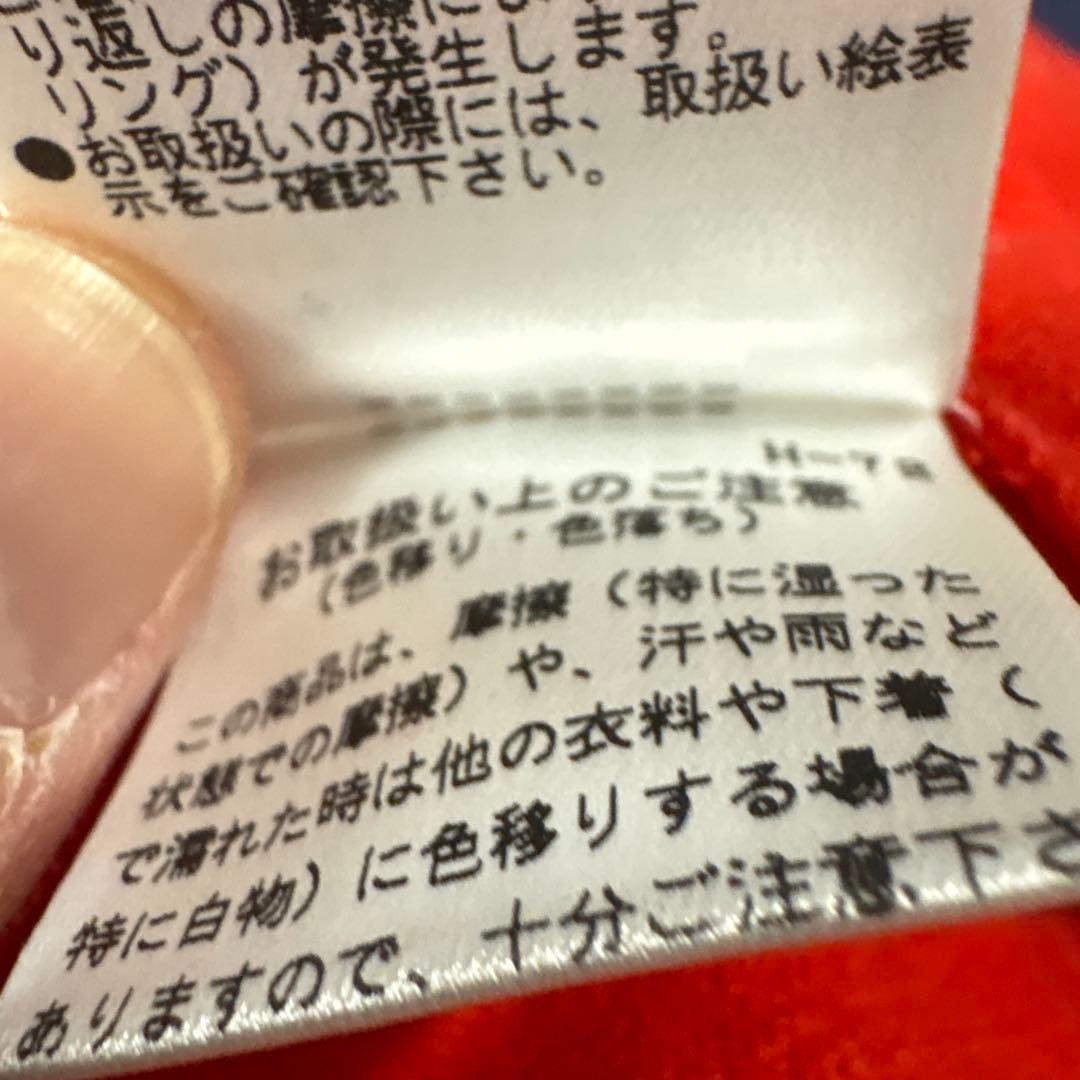 り返しの摩擦に
リング）が発生します。
●お取扱いの際には、取扱い絵表
示をご確認下さい。
お取扱い上のご注意
（色移り・色落ち）
この商品は、摩擦（特に湿った
状態での摩擦）や、汗や雨など
で濡れた時は他の衣料や下着（
特に白物）に色移りする場合が
ありますので、十分ご注意下さ